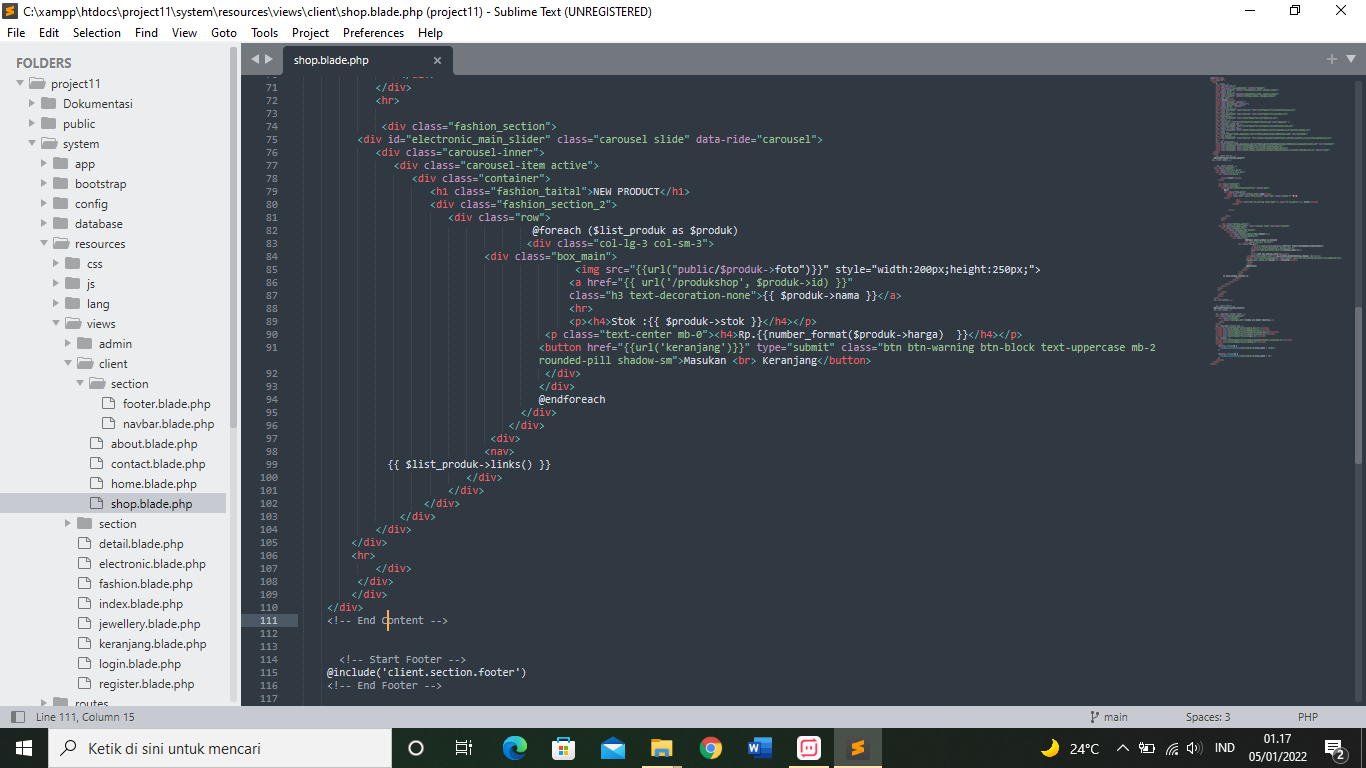 C:\xampp\htdocs\project11\system\resources\views\client\shop.blade.php (project11) - Sublime Text (UNREGISTERED)
File Edit Selection Find View Goto Tools Project Preferences Help
FOLDERS
project11
Dokumentasi
public
system
app
bootstrap
config
database
resources
css
js
lang
views
admin
client
section
footer.blade.php
navbar.blade.php
about.blade.php
contact.blade.php
home.blade.php
shop.blade.php
section
detail.blade.php
electronic.blade.php
fashion.blade.php
index.blade.php
jewellery.blade.php
keranjang.blade.php
login.blade.php
register.blade.php
routes
shop.blade.php
71 </div>
72 <hr>
73
74 <div class="fashion_section">
75 <div id="electronic_main_slider" class="carousel slide" data-ride="carousel">
76 <div class="carousel-inner">
77 <div class="carousel-item active">
78 <div class="container">
79 <h1 class="fashion_taital">NEW PRODUCT</h1>
80 <div class="fashion_section_2">
81 <div class="row">
82 @foreach ($list_produk as $produk)
83 <div class="col-lg-3 col-sm-3">
84 <div class="box_main">
85 <img src="{{url("public/$produk->foto")}}" style="width:200px;height:250px;">
86 <a href="{{ url('/produkshop', $produk->id) }}"
87 class="h3 text-decoration-none">{{ $produk->nama }}</a>
88 <hr>
89 <p><h4>Stok :{{ $produk->stok }}</h4></p>
90 <p class="text-center mb-0"><h4>Rp.{{number_format($produk->harga)  }}</h4></p>
91 <button href="{{url('keranjang')}}" type="submit" class="btn btn-warning btn-block text-uppercase mb-2
rounded-pill shadow-sm">Masukan <br> Keranjang</button>
92 </div>
93 </div>
94 @endforeach
95 </div>
96 </div>
97 <div>
98 <nav>
99 {{ $list_produk->links() }}
100 </div>
101 </div>
102 </div>
103 </div>
104 </div>
105 </div>
106 <hr>
107 </div>
108 </div>
109 </div>
110 </div>
111 <!-- End Content -->
112
113
114 <!-- Start Footer -->
115 @include('client.section.footer')
116 <!-- End Footer -->
117
Line 111, Column 15
main
Spaces: 3
PHP
Ketik di sini untuk mencari
24°C
IND
01.17
05/01/2022
2